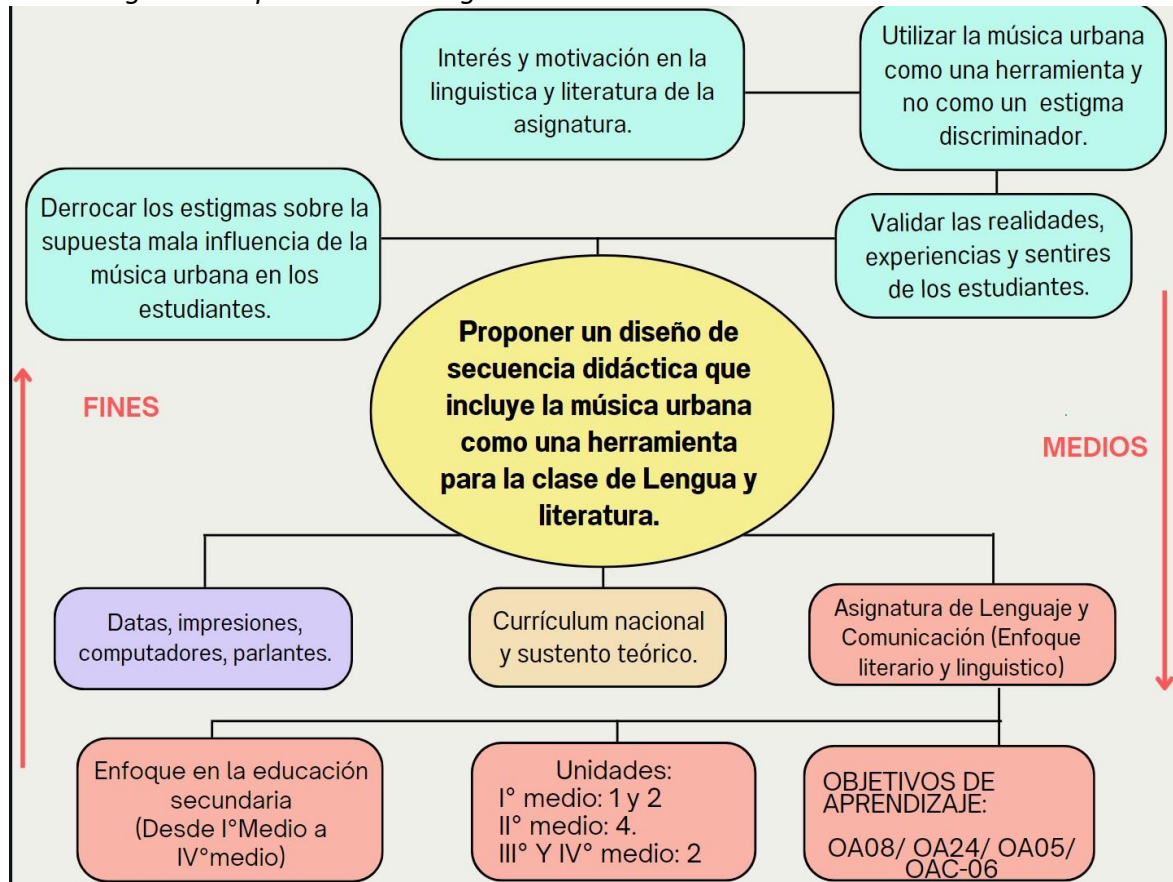 Interés y motivación en la
linguistica y literatura de la
asignatura.
Utilizar la música urbana
como una herramienta y
no como un estigma
discriminador.
Derrocar los estigmas sobre la
supuesta mala influencia de la
música urbana en los
estudiantes.
Validar las realidades,
experiencias y sentires
de los estudiantes.
Proponer un diseño de
secuencia didáctica que
incluye la música urbana
como una herramienta
para la clase de Lengua y
literatura.
FINES
MEDIOS
Datas, impresiones,
computadores, parlantes.
Currículum nacional
y sustento teórico.
Asignatura de Lenguaje y
Comunicación (Enfoque
literario y linguistico)
Enfoque en la educación
secundaria
(Desde I°Medio a
IV°medio)
Unidades:
I° medio: 1 y 2
II° medio: 4.
III° Y IV° medio: 2
OBJETIVOS DE
APRENDIZAJE:
OA08/ OA24/ OA05/
OAC-06